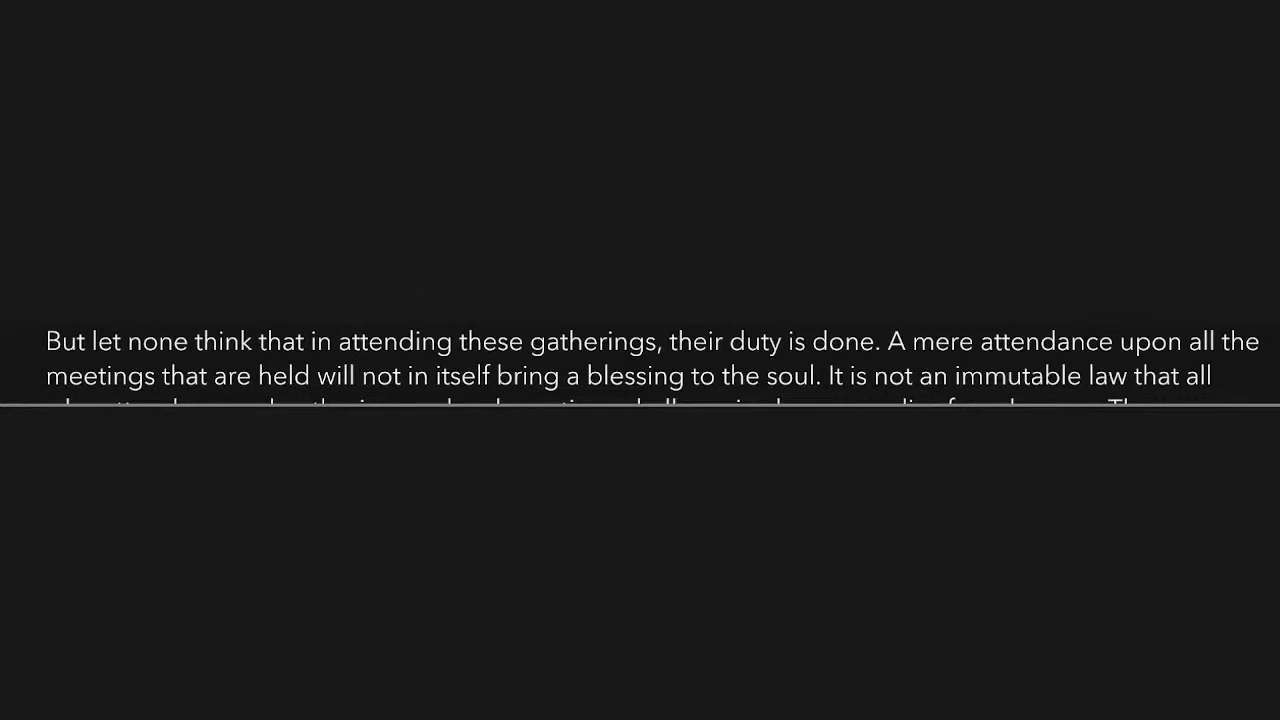 But let none think that in attending these gatherings, their duty is done. A mere attendance upon all the
meetings that are held will not in itself bring a blessing to the soul. It is not an immutable law that all